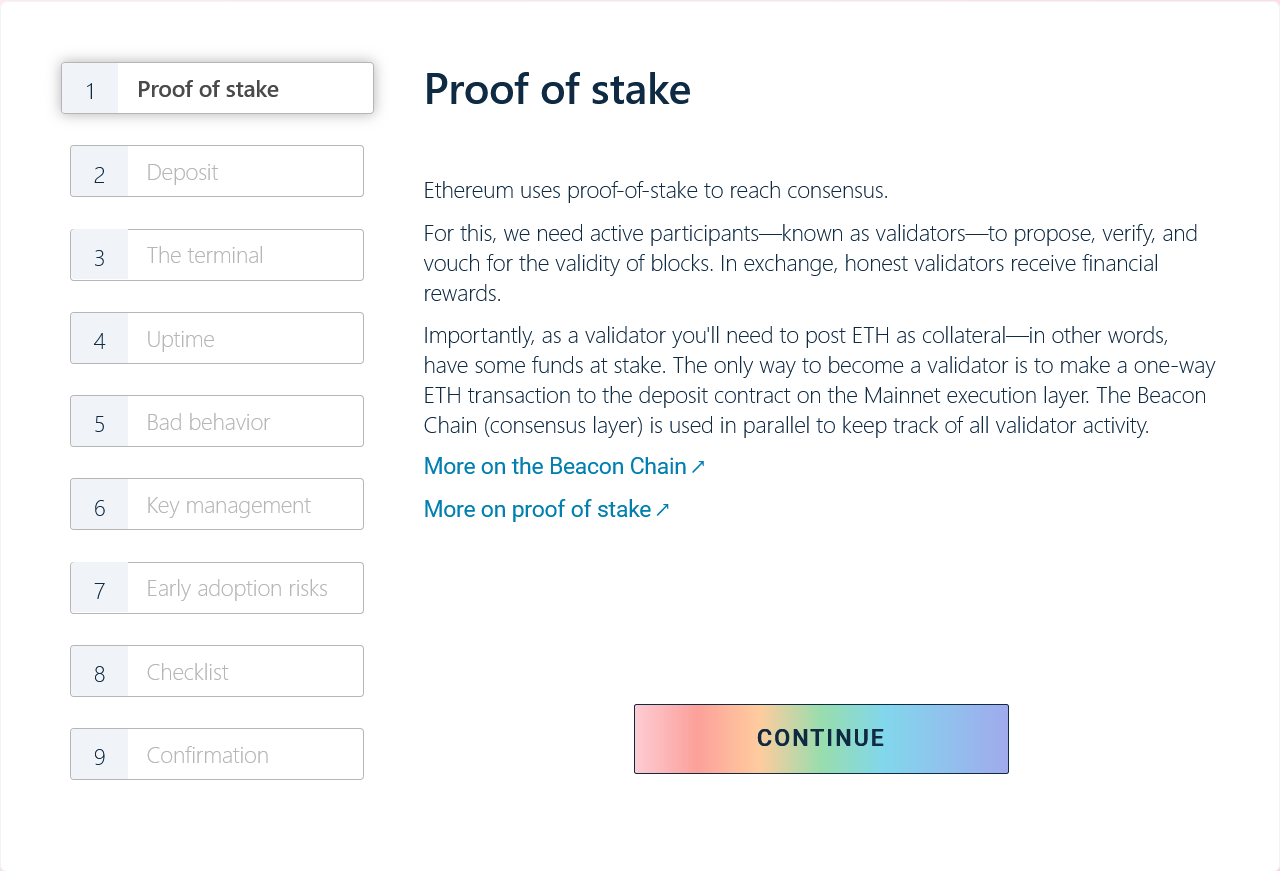 1 Proof of stake
2 Deposit
3 The terminal
4 Uptime
5 Bad behavior
6 Key management
7 Early adoption risks
8 Checklist
9 Confirmation
Proof of stake
Ethereum uses proof-of-stake to reach consensus.
For this, we need active participants—known as validators—to propose, verify, and
vouch for the validity of blocks. In exchange, honest validators receive financial
rewards.
Importantly, as a validator you'll need to post ETH as collateral—in other words,
have some funds at stake. The only way to become a validator is to make a one-way
ETH transaction to the deposit contract on the Mainnet execution layer. The Beacon
Chain (consensus layer) is used in parallel to keep track of all validator activity.
More on the Beacon Chain ↗
More on proof of stake ↗
CONTINUE